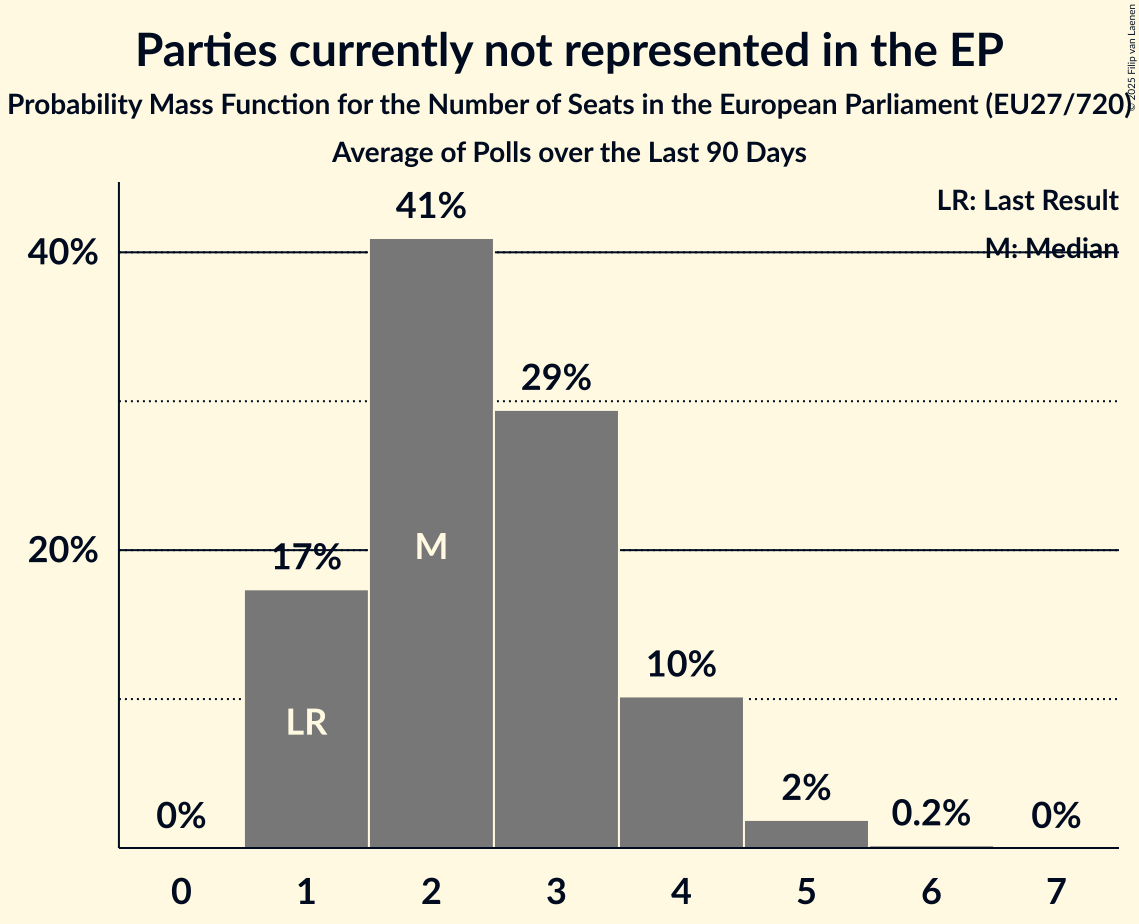 Parties currently not represented in the EP
Probability Mass Function for the Number of Seats in the European Parliament (EU27/720)
Average of Polls over the Last 90 Days
© 2025 Filip van Laenen
LR: Last Result
M: Median
40%
20%
0%
17%
41%
29%
10%
2%
0.2%
0%
LR
M
0 1 2 3 4 5 6 7